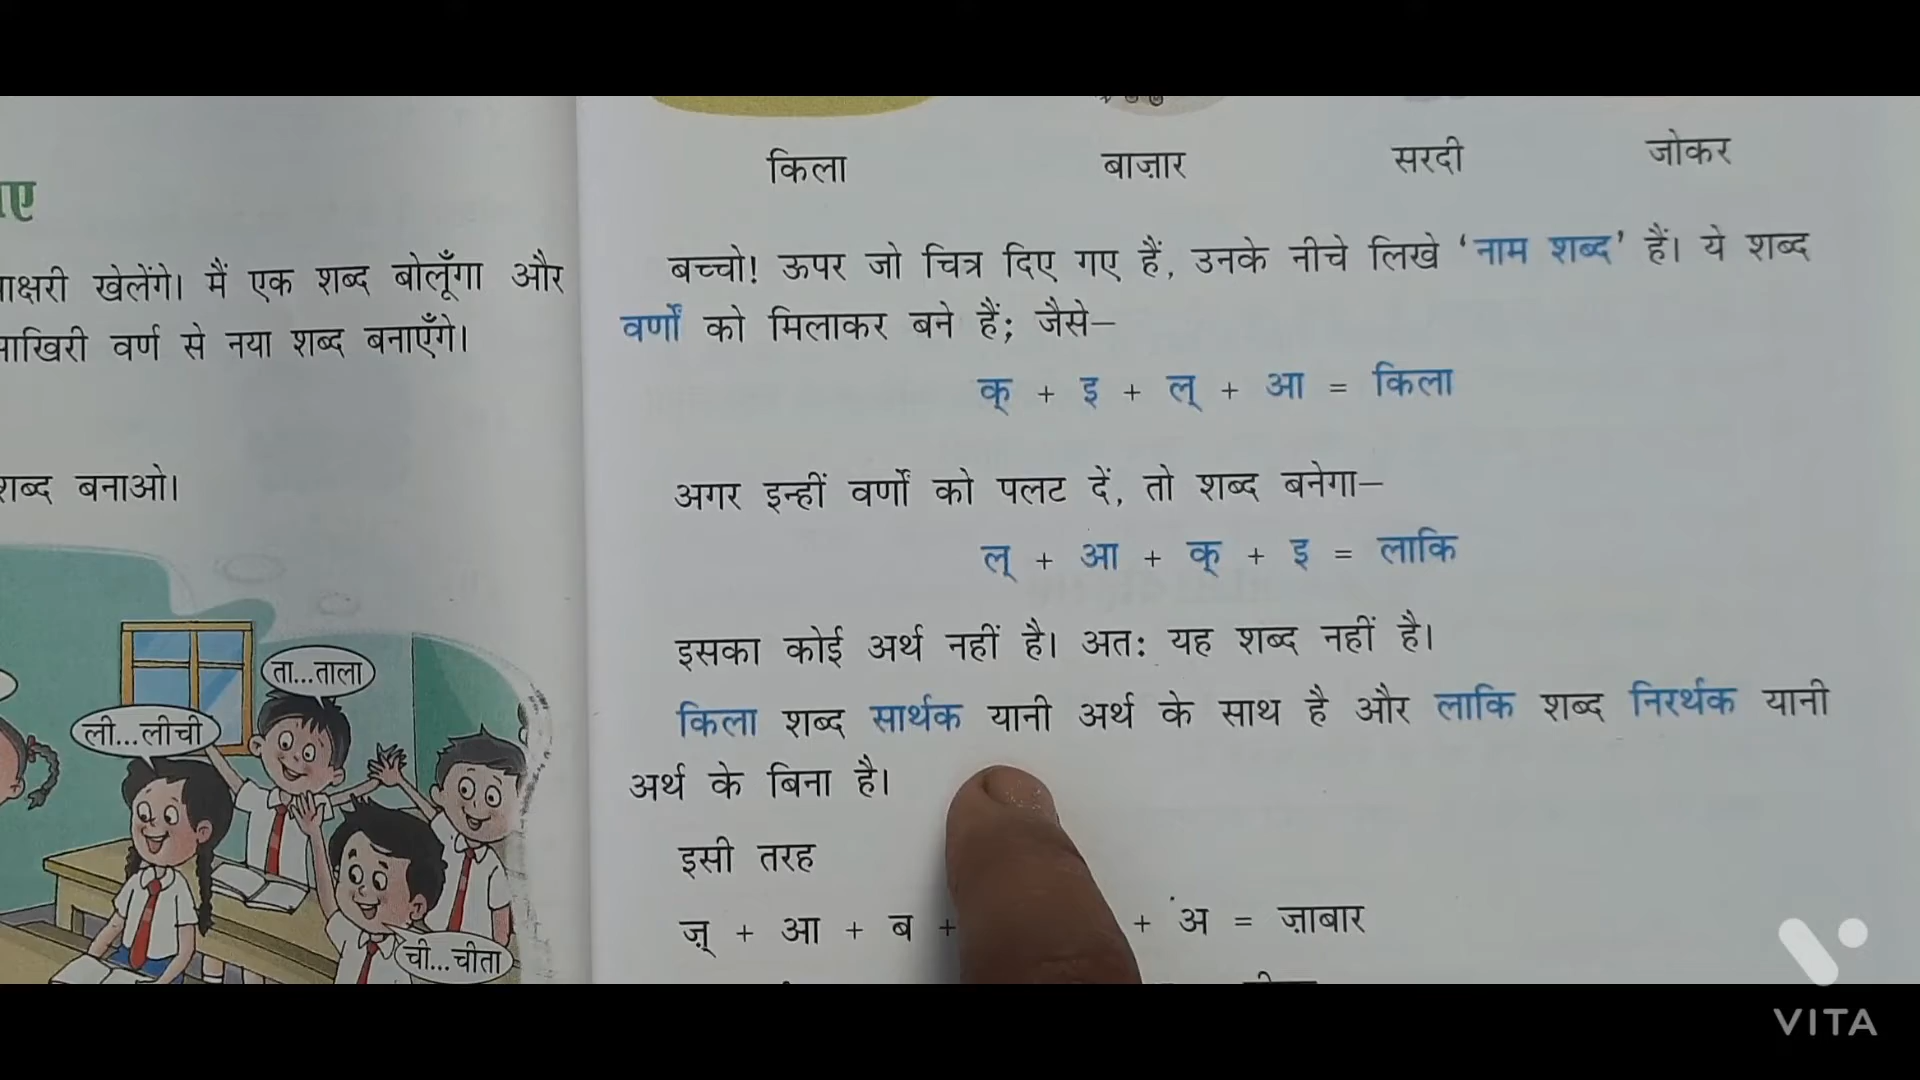 खेलेंगे। मैं एक शब्द बोलूँगा और
वर्ण से नया शब्द बनाएँगे।
शब्द बनाओ।
ता...ताला
ली...लीची
ची...चीता
किला बाज़ार सरदी जोकर
बच्चो! ऊपर जो चित्र दिए गए हैं, उनके नीचे लिखे ‘नाम शब्द’ हैं। ये शब्द
वर्णों को मिलाकर बने हैं; जैसे–
क् + इ + ल् + आ = किला
अगर इन्हीं वर्णों को पलट दें, तो शब्द बनेगा–
ल् + आ + क् + इ = लाकि
इसका कोई अर्थ नहीं है। अतः यह शब्द नहीं है।
किला शब्द सार्थक यानी अर्थ के साथ है और लाकि शब्द निरर्थक यानी
अर्थ के बिना है।
इसी तरह
ज़् + आ + ब + + अ = ज़ाबार
VITA